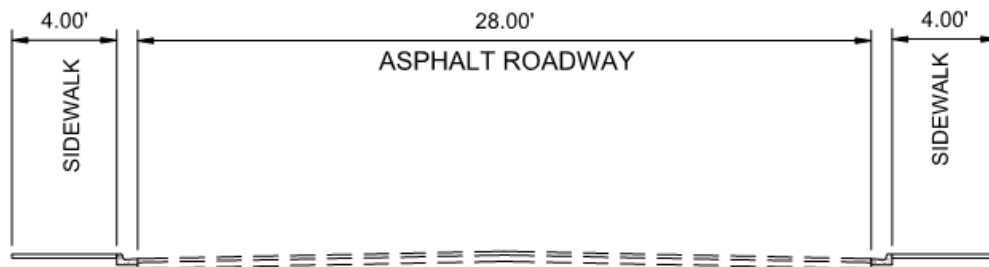 4.00'
28.00'
4.00'
ASPHALT ROADWAY
SIDEWALK
SIDEWALK